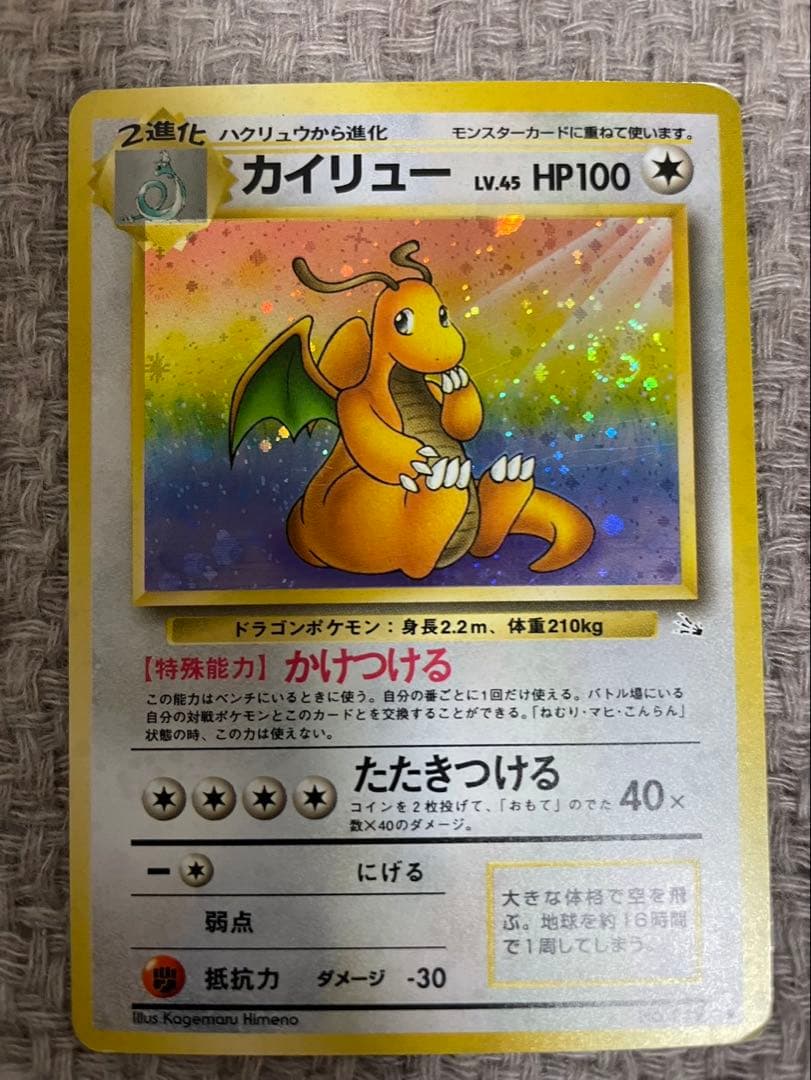 2進化 ハクリュウから進化 モンスターカードに重ねて使います。
カイリュー LV.45 HP100
ドラゴンポケモン：身長2.2m、体重210kg
【特殊能力】 かけつける
この能力はベンチにいるときに使う。自分の番ごとに1回だけ使える。バトル場にいる
自分の対戦ポケモンとこのカードとを交換することができる。「ねむり・マヒ・こんらん」
状態の時、この力は使えない。
たたきつける
コインを2枚投げて、「おもて」のでた 40×
数×40のダメージ。
ー にげる
弱点
抵抗力 ダメージ -30
大きな体格で空を飛
ぶ。地球を約16時間
で1周してしまう。
Illus. Kagemaru Himeno